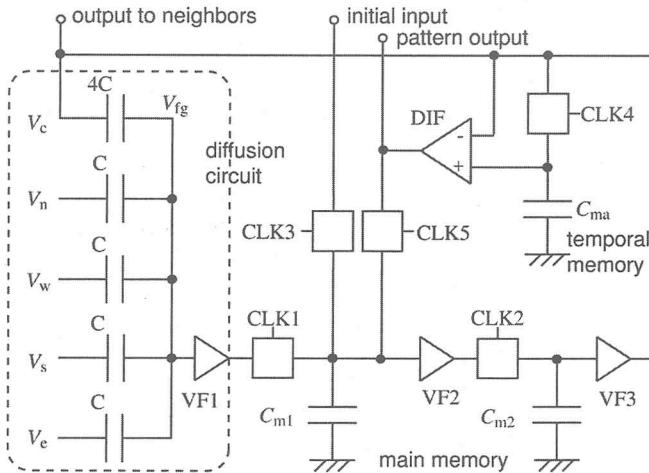 output to neighbors
initial input
pattern output
4C
V_fg
V_c
DIF
-
+
CLK4
diffusion
circuit
C
V_n
C_ma
temporal
memory
CLK3
CLK5
C
V_w
C
V_s
CLK1
CLK2
VF1
VF2
VF3
C
V_e
C_m1
C_m2
main memory